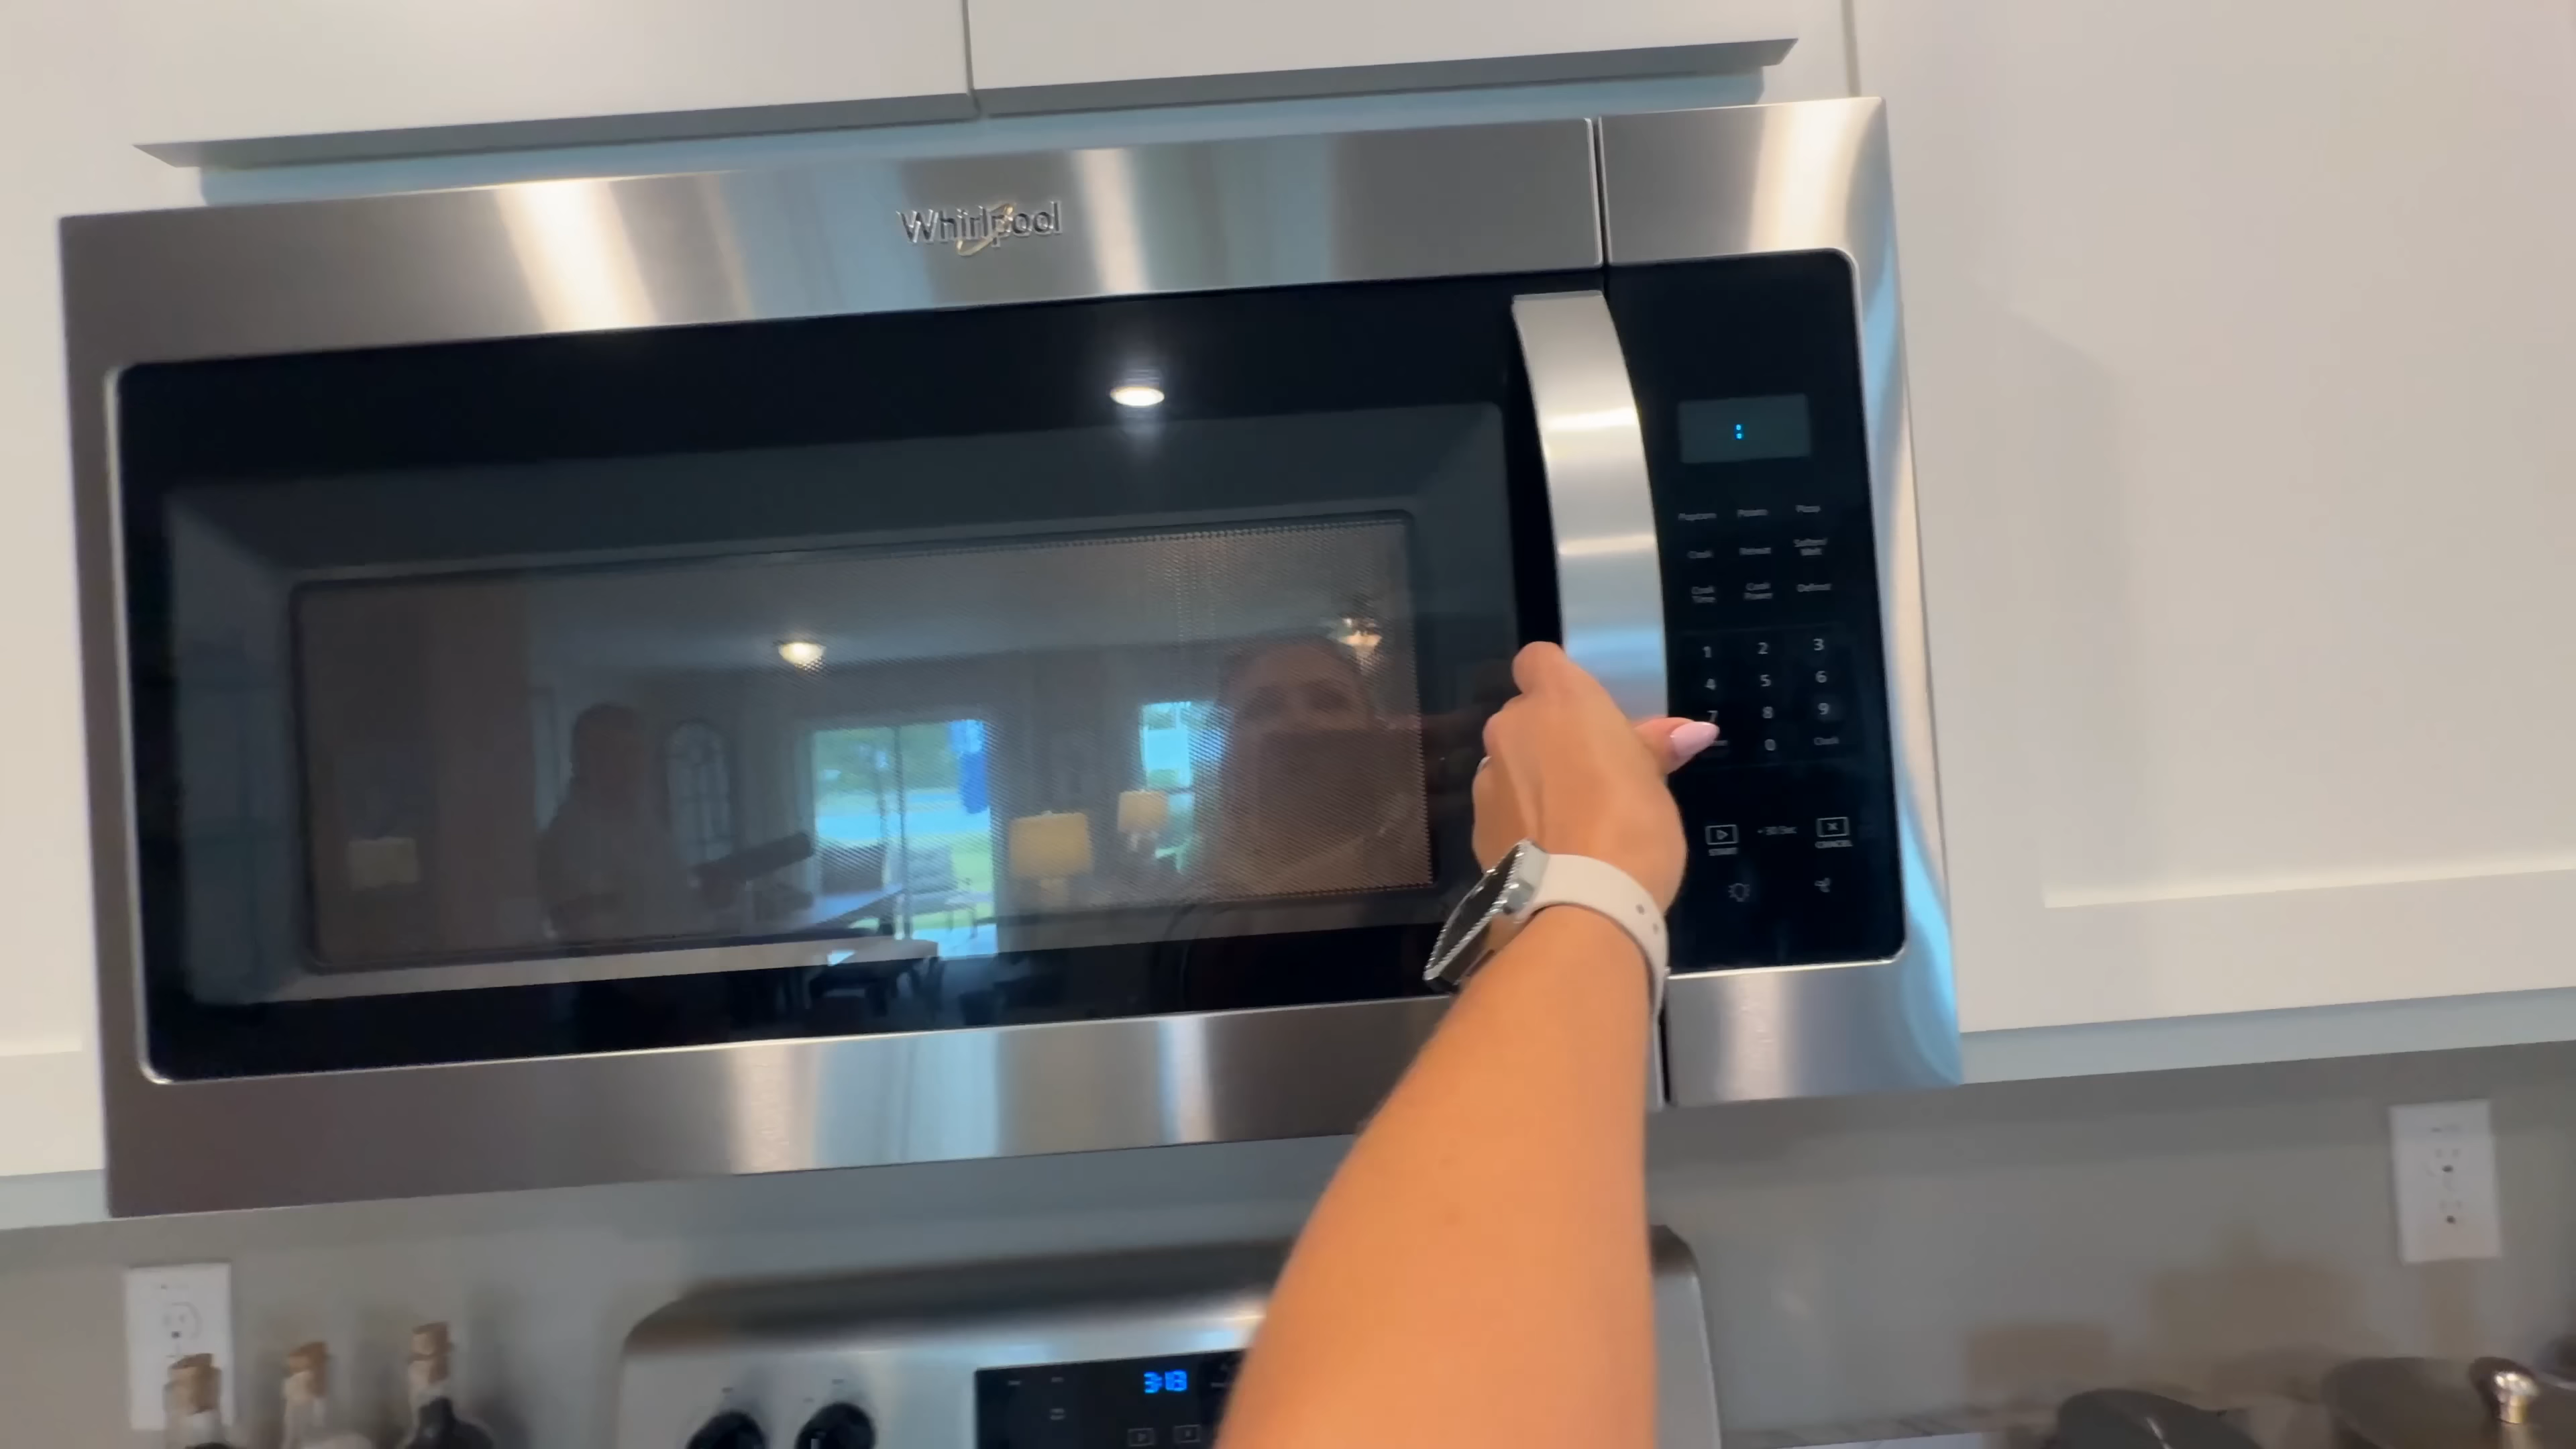 Whirlpool
:
Popcorn Potato Pizza
Cook Reheat Soften/
Melt
Cook
Time Cook
Power Defrost
1 2 3
4 5 6
7 8 9
0 Clock
START +30 Sec CANCEL
3:18